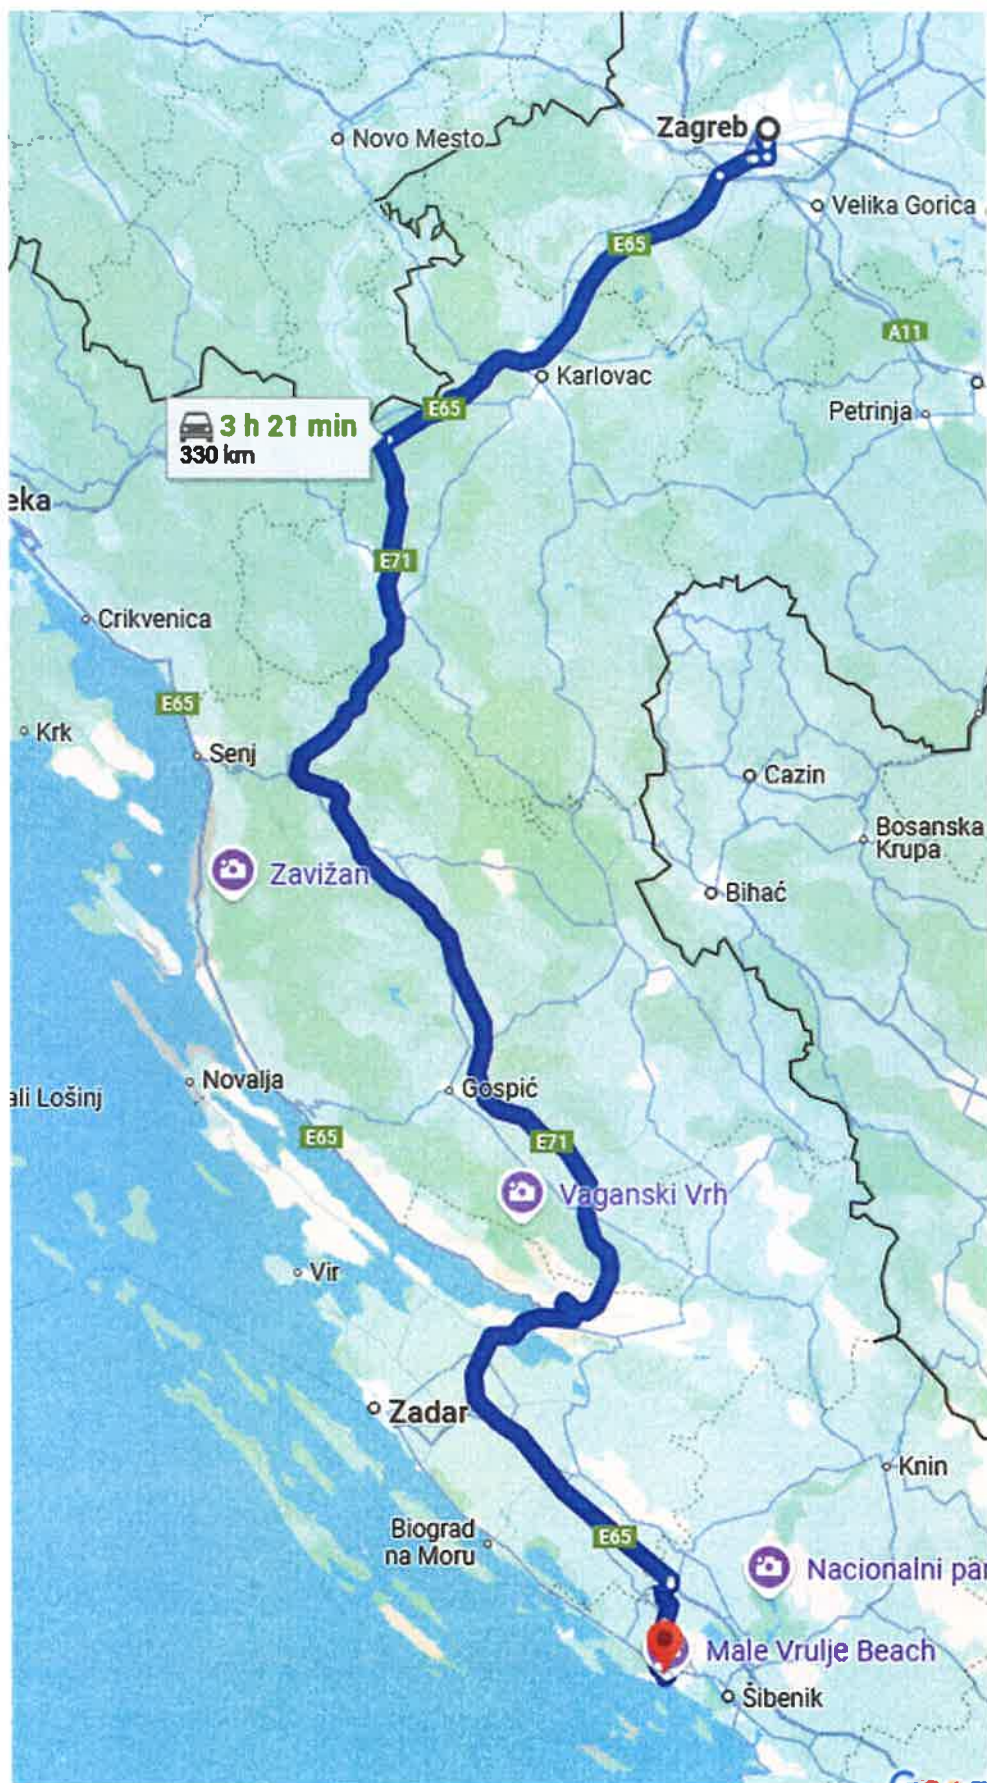 Zagreb
Novo Mesto
Velika Gorica
E65
A11
Karlovac
E65
Petrinja
3 h 21 min
330 km
eka
E71
Crikvenica
E65
Krk
Senj
Cazin
Bosanska
Krupa
Zavižan
Bihać
Novalja
Gospić
ali Lošinj
E65
E71
Vaganski Vrh
Vir
Zadar
Knin
Biograd
na Moru
E65
Nacionalni par
Male Vrulje Beach
Šibenik